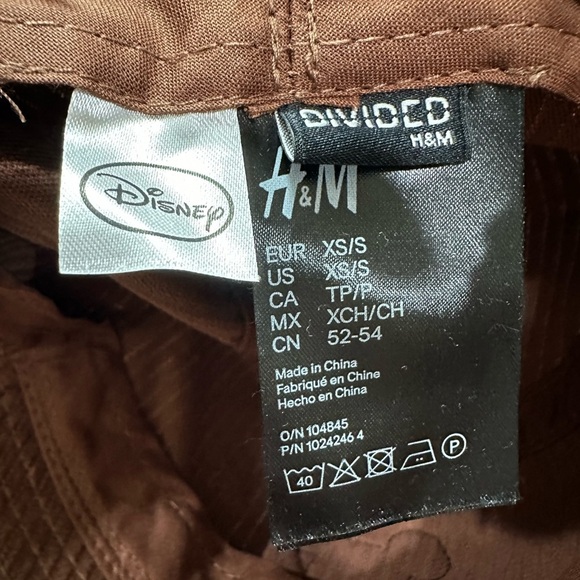 DISNEY
DIVIDED
H&M
H&M
EUR XS/S
US XS/S
CA TP/P
MX XCH/CH
CN 52-54
Made in China
Fabriqué en Chine
Hecho en China
O/N 104845
P/N 1024246 4
40
P